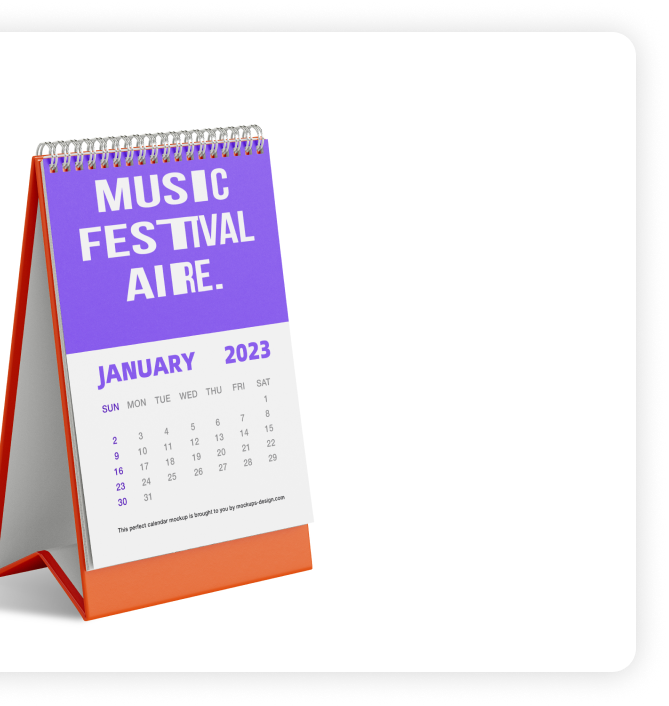 MUSIC
FESTIVAL
AIRE.
JANUARY 2023
SUN MON TUE WED THU FRI SAT
1
2 3 4 5 6 7 8
9 10 11 12 13 14 15
16 17 18 19 20 21 22
23 24 25 26 27 28 29
30 31
This perfect calendar mockup is brought to you by mockups-design.com